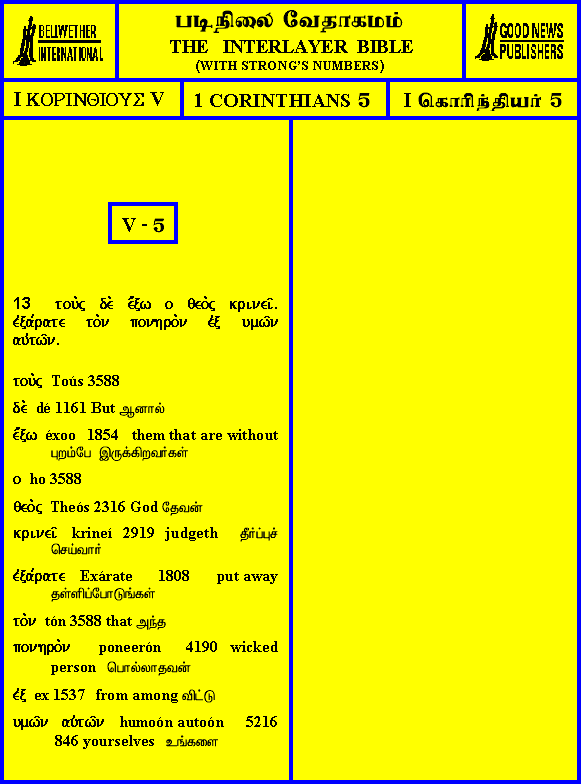 BELLWETHER
INTERNATIONAL
படிநிலை வேதாகமம்
THE INTERLAYER BIBLE
(WITH STRONG'S NUMBERS)
GOOD NEWS
PUBLISHERS
I ΚΟΡΙΝΘΙΟΥΣ V
1 CORINTHIANS 5
I கொரிந்தியர் 5
V - 5
13 τοὺς δὲ ἔξω ο θεὸς κρινεῖ.
ἐξάρατε τὸν πονηρὸν ἐξ υμῶν
αὐτῶν.
τοὺς Toús 3588
δὲ dé 1161 But ஆனால்
ἔξω éxoo 1854 them that are without
புறம்பே இருக்கிறவர்கள்
ο ho 3588
θεὸς Theós 2316 God தேவன்
κρινεῖ krineí 2919 judgeth தீர்ப்புச்
செய்வார்
ἐξάρατε Exárate 1808 put away
தள்ளிப்போடுங்கள்
τὸν tón 3588 that அந்த
πονηρὸν poneerón 4190 wicked
person பொல்லாதவன்
ἐξ ex 1537 from among விட்டு
υμῶν αὐτῶν humoón autoón 5216
846 yourselves உங்களை